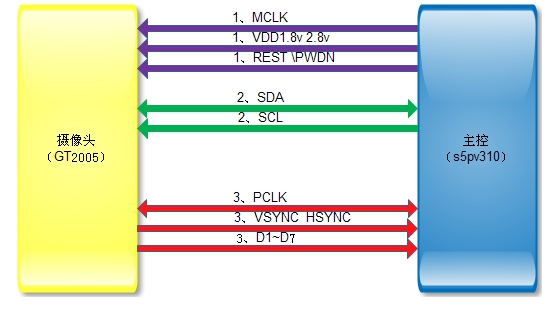 1、MCLK
1、VDD1.8v 2.8v
1、REST \PWDN
2、SDA
2、SCL
摄像头
（GT2005）
主控
（s5pv310）
3、PCLK
3、VSYNC HSYNC
3、D1~D7